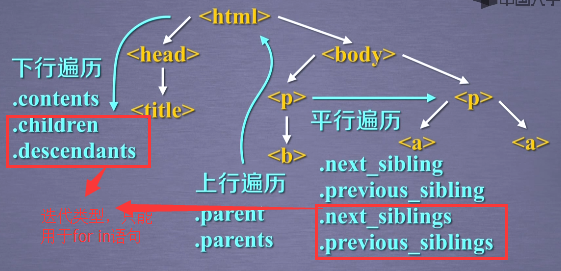 <html>
<head>
<body>
下行遍历
.contents
.children
.descendants
<title>
<p>
<p>
平行遍历
<b>
<a>
<a>
上行遍历
.parent
.parents
.next_sibling
.previous_sibling
.next_siblings
.previous_siblings